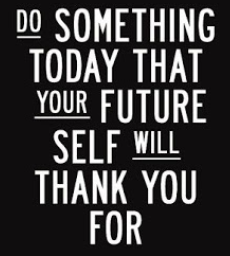 DO SOMETHING
TODAY THAT
YOUR FUTURE
SELF WILL
THANK YOU
FOR